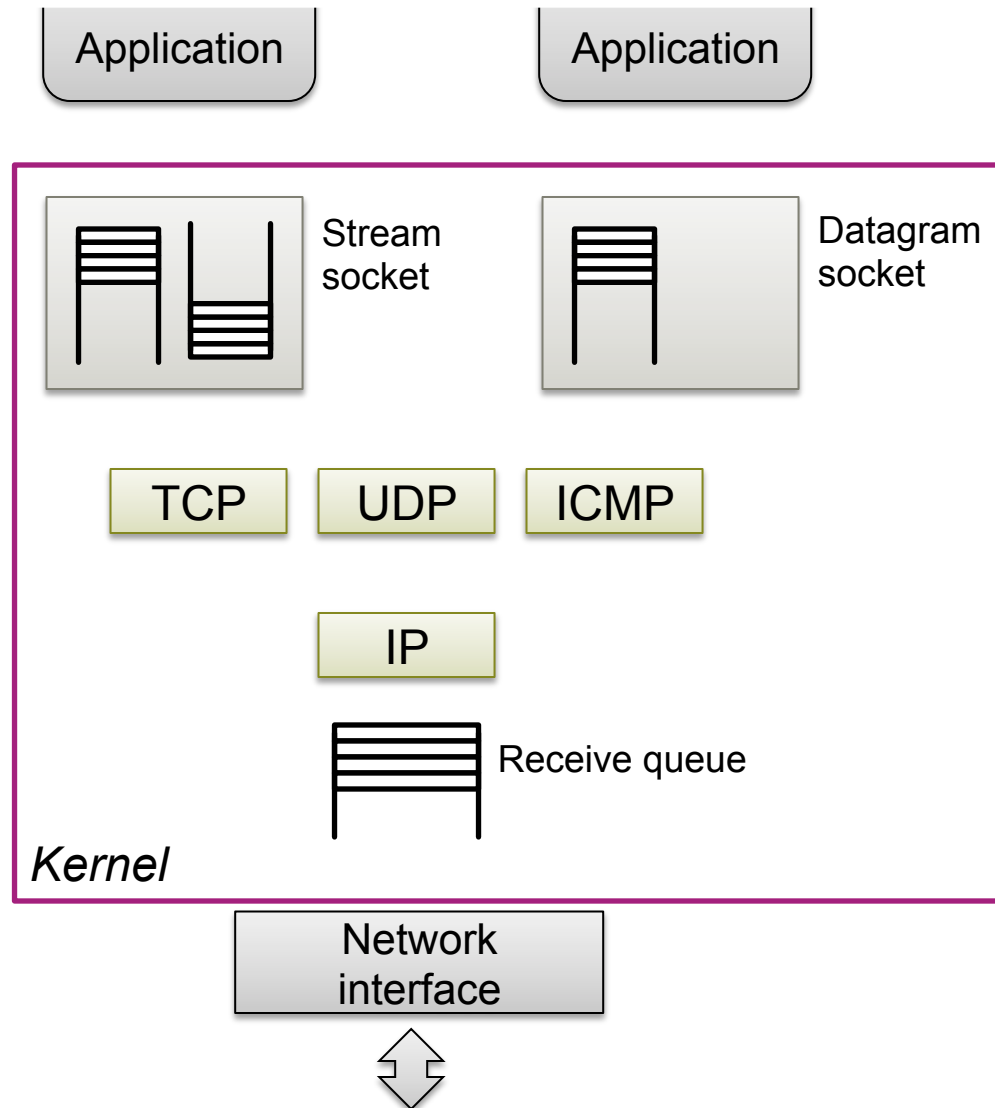 Application
Application
Stream
socket
Datagram
socket
TCP
UDP
ICMP
IP
Receive queue
Kernel
Network
interface